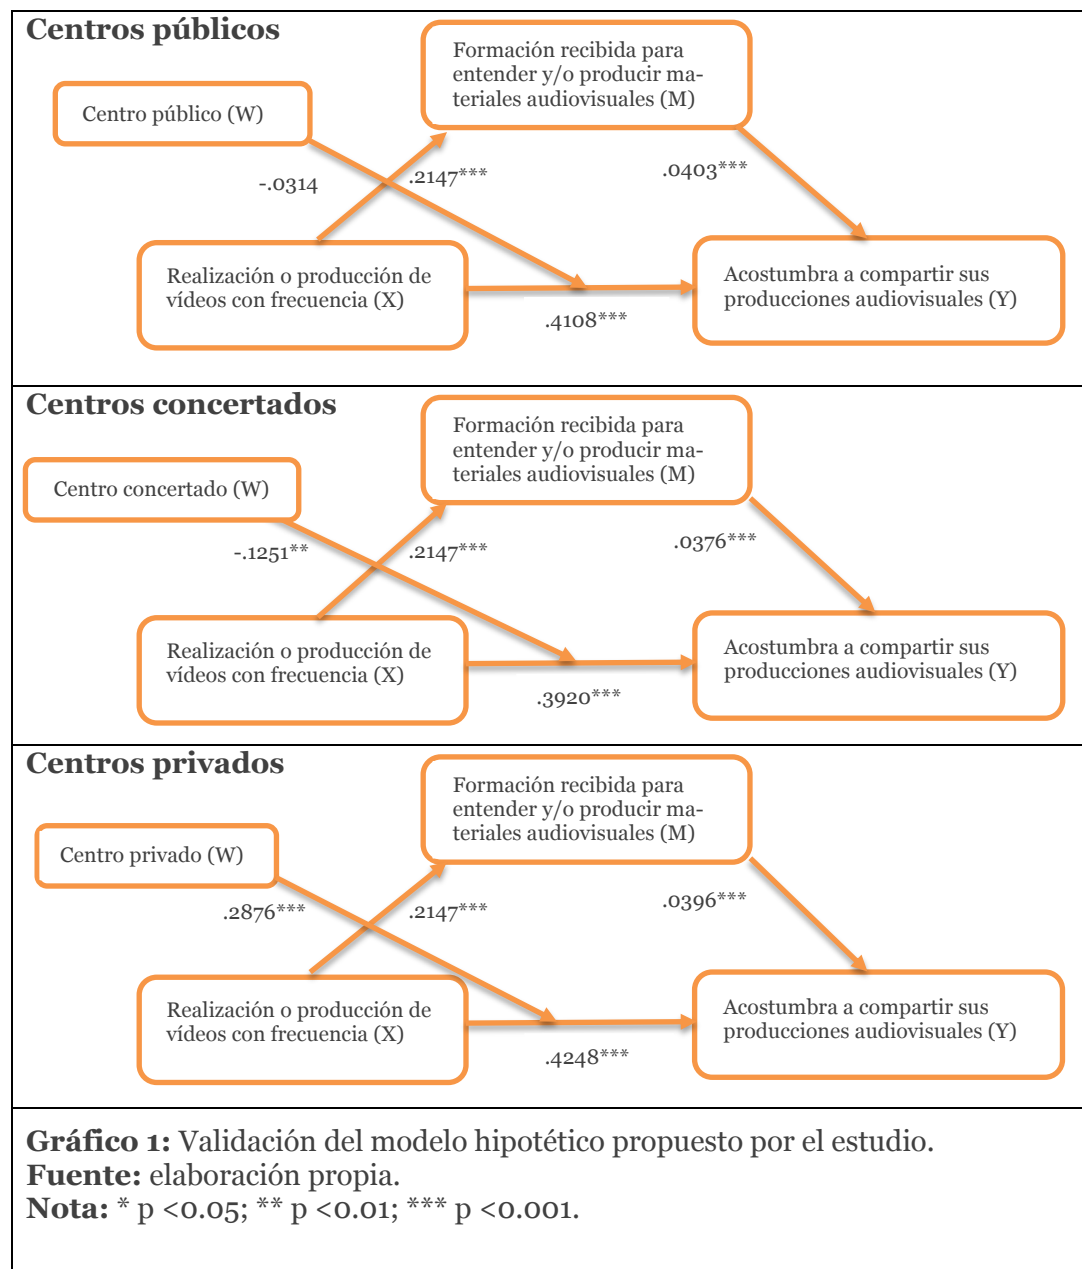 Centros públicos
Formación recibida para
entender y/o producir ma-
teriales audiovisuales (M)
Centro público (W)
-.0314
.2147***
.0403***
Realización o producción de
vídeos con frecuencia (X)
Acostumbra a compartir sus
producciones audiovisuales (Y)
.4108***
Centros concertados
Formación recibida para
entender y/o producir ma-
teriales audiovisuales (M)
Centro concertado (W)
-.1251**
.2147***
.0376***
Realización o producción de
vídeos con frecuencia (X)
Acostumbra a compartir sus
producciones audiovisuales (Y)
.3920***
Centros privados
Formación recibida para
entender y/o producir ma-
teriales audiovisuales (M)
Centro privado (W)
.2876***
.2147***
.0396***
Realización o producción de
vídeos con frecuencia (X)
Acostumbra a compartir sus
producciones audiovisuales (Y)
.4248***
Gráfico 1: Validación del modelo hipotético propuesto por el estudio.
Fuente: elaboración propia.
Nota: * p <0.05; ** p <0.01; *** p <0.001.